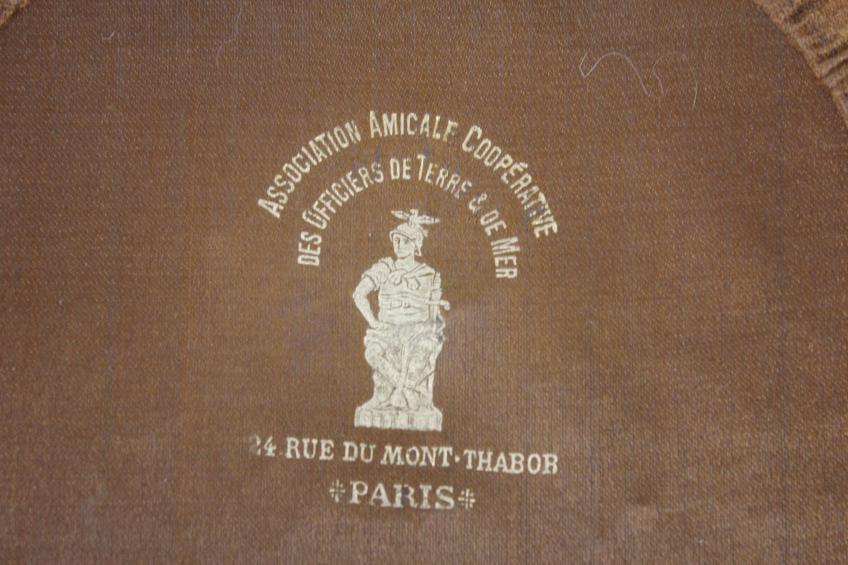 Association Amicale Coopérative
des Officiers de Terre & de Mer
24. RUE DU MONT-THABOR
PARIS